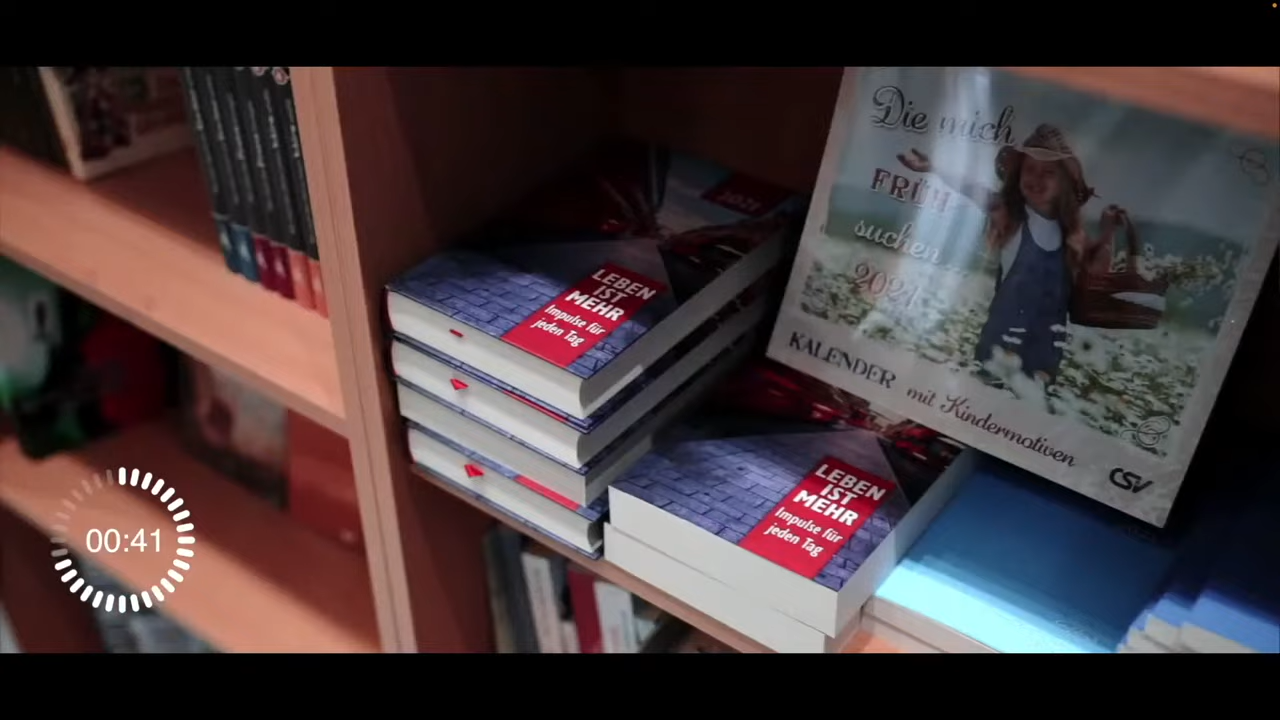 LEBEN
IST
MEHR
Impulse für
jeden Tag
2021
LEBEN
IST
MEHR
Impulse für
jeden Tag
Die mich
FRÜH
suchen...
2021
KALENDER mit Kindermotiven
CSV
00:41